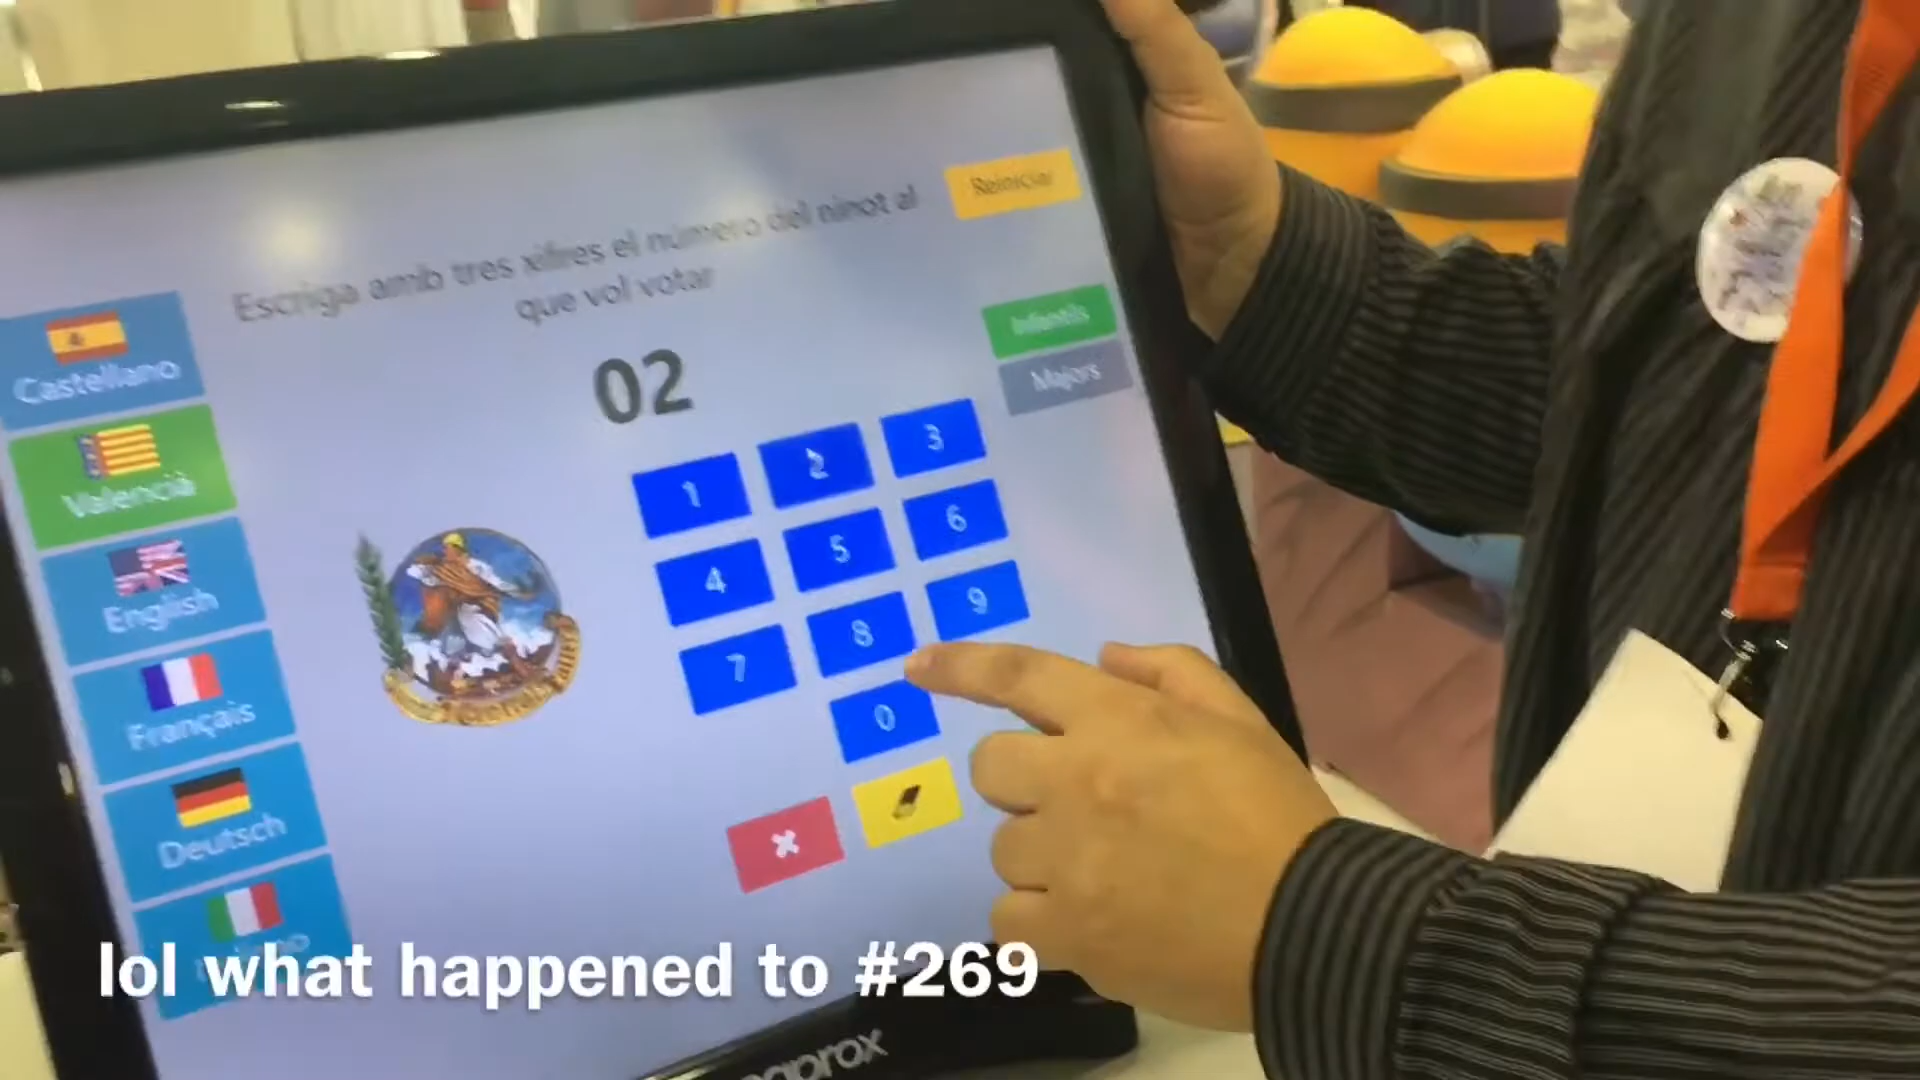 Reiniciar
Escriga amb tres xifres el número del ninot al
que vol votar
Infantils
Majors
02
Castellano
Valencià
English
Français
Deutsch
1 2 3
4 5 6
7 8 9
0
lol what happened to #269
aprox